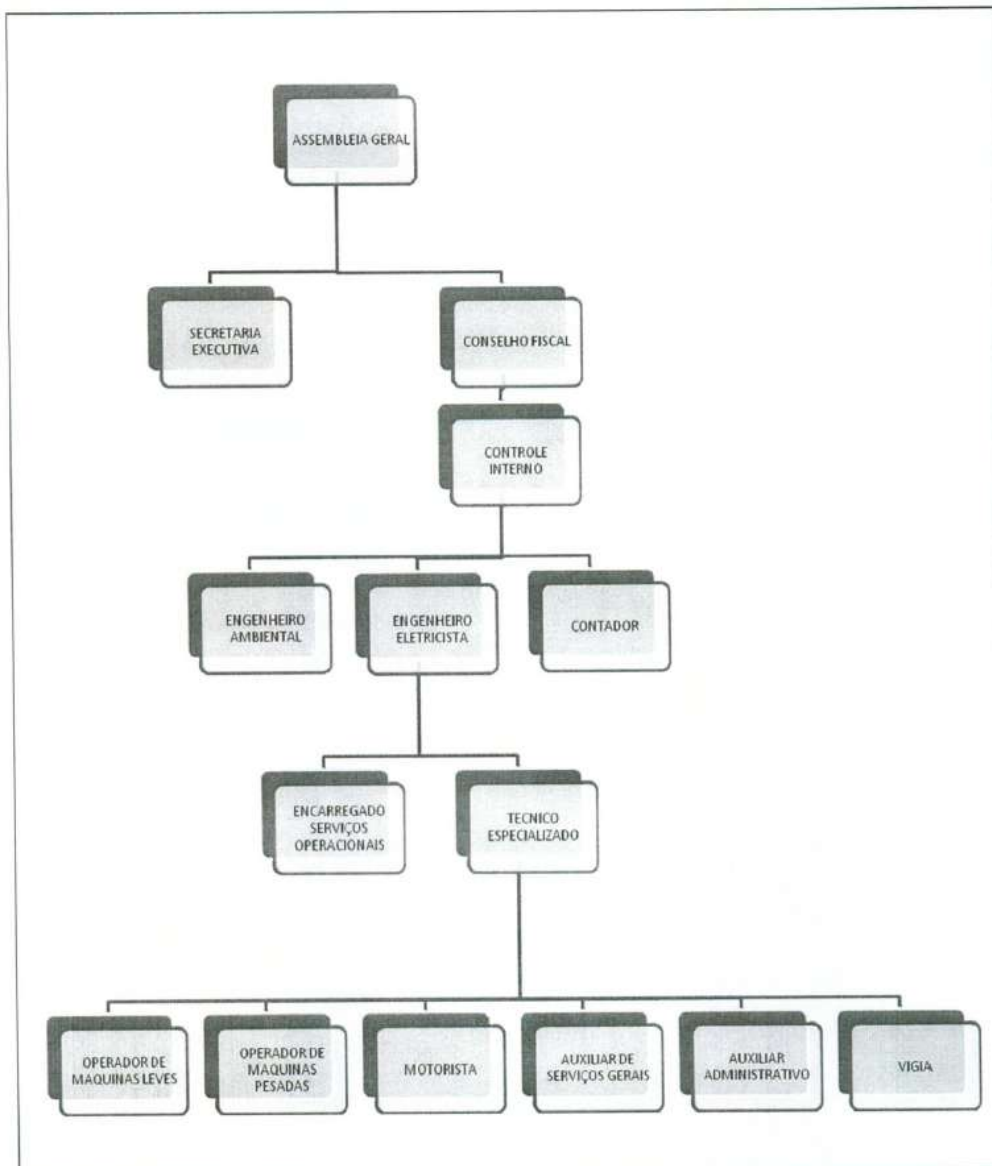 ASSEMBLEIA GERAL
SECRETARIA
EXECUTIVA
CONSELHO FISCAL
CONTROLE
INTERNO
ENGENHEIRO
AMBIENTAL
ENGENHEIRO
ELETRICISTA
CONTADOR
ENCARREGADO
SERVIÇOS
OPERACIONAIS
TECNICO
ESPECIALIZADO
OPERADOR DE
MAQUINAS LEVES
OPERADOR DE
MAQUINAS
PESADAS
MOTORISTA
AUXILIAR DE
SERVIÇOS GERAIS
AUXILIAR
ADMINISTRATIVO
VIGIA